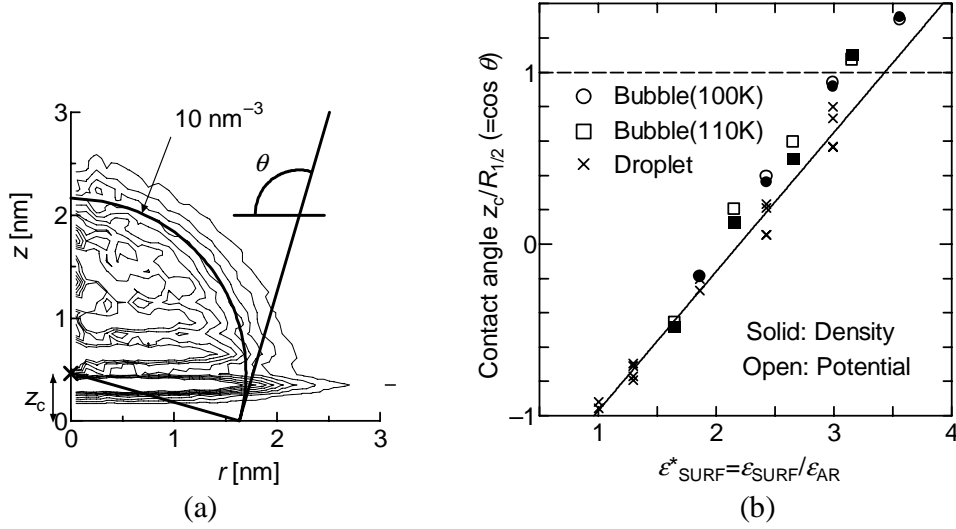 3
2
1
0
z [nm]
10 nm⁻³
θ
z_c
0
1
2
3
r [nm]
(a)
Contact angle z_c/R_{1/2} (=cos θ)
1
0
−1
○ Bubble(100K)
□ Bubble(110K)
× Droplet
Solid: Density
Open: Potential
1
2
3
4
ε*_SURF=ε_SURF/ε_AR
(b)